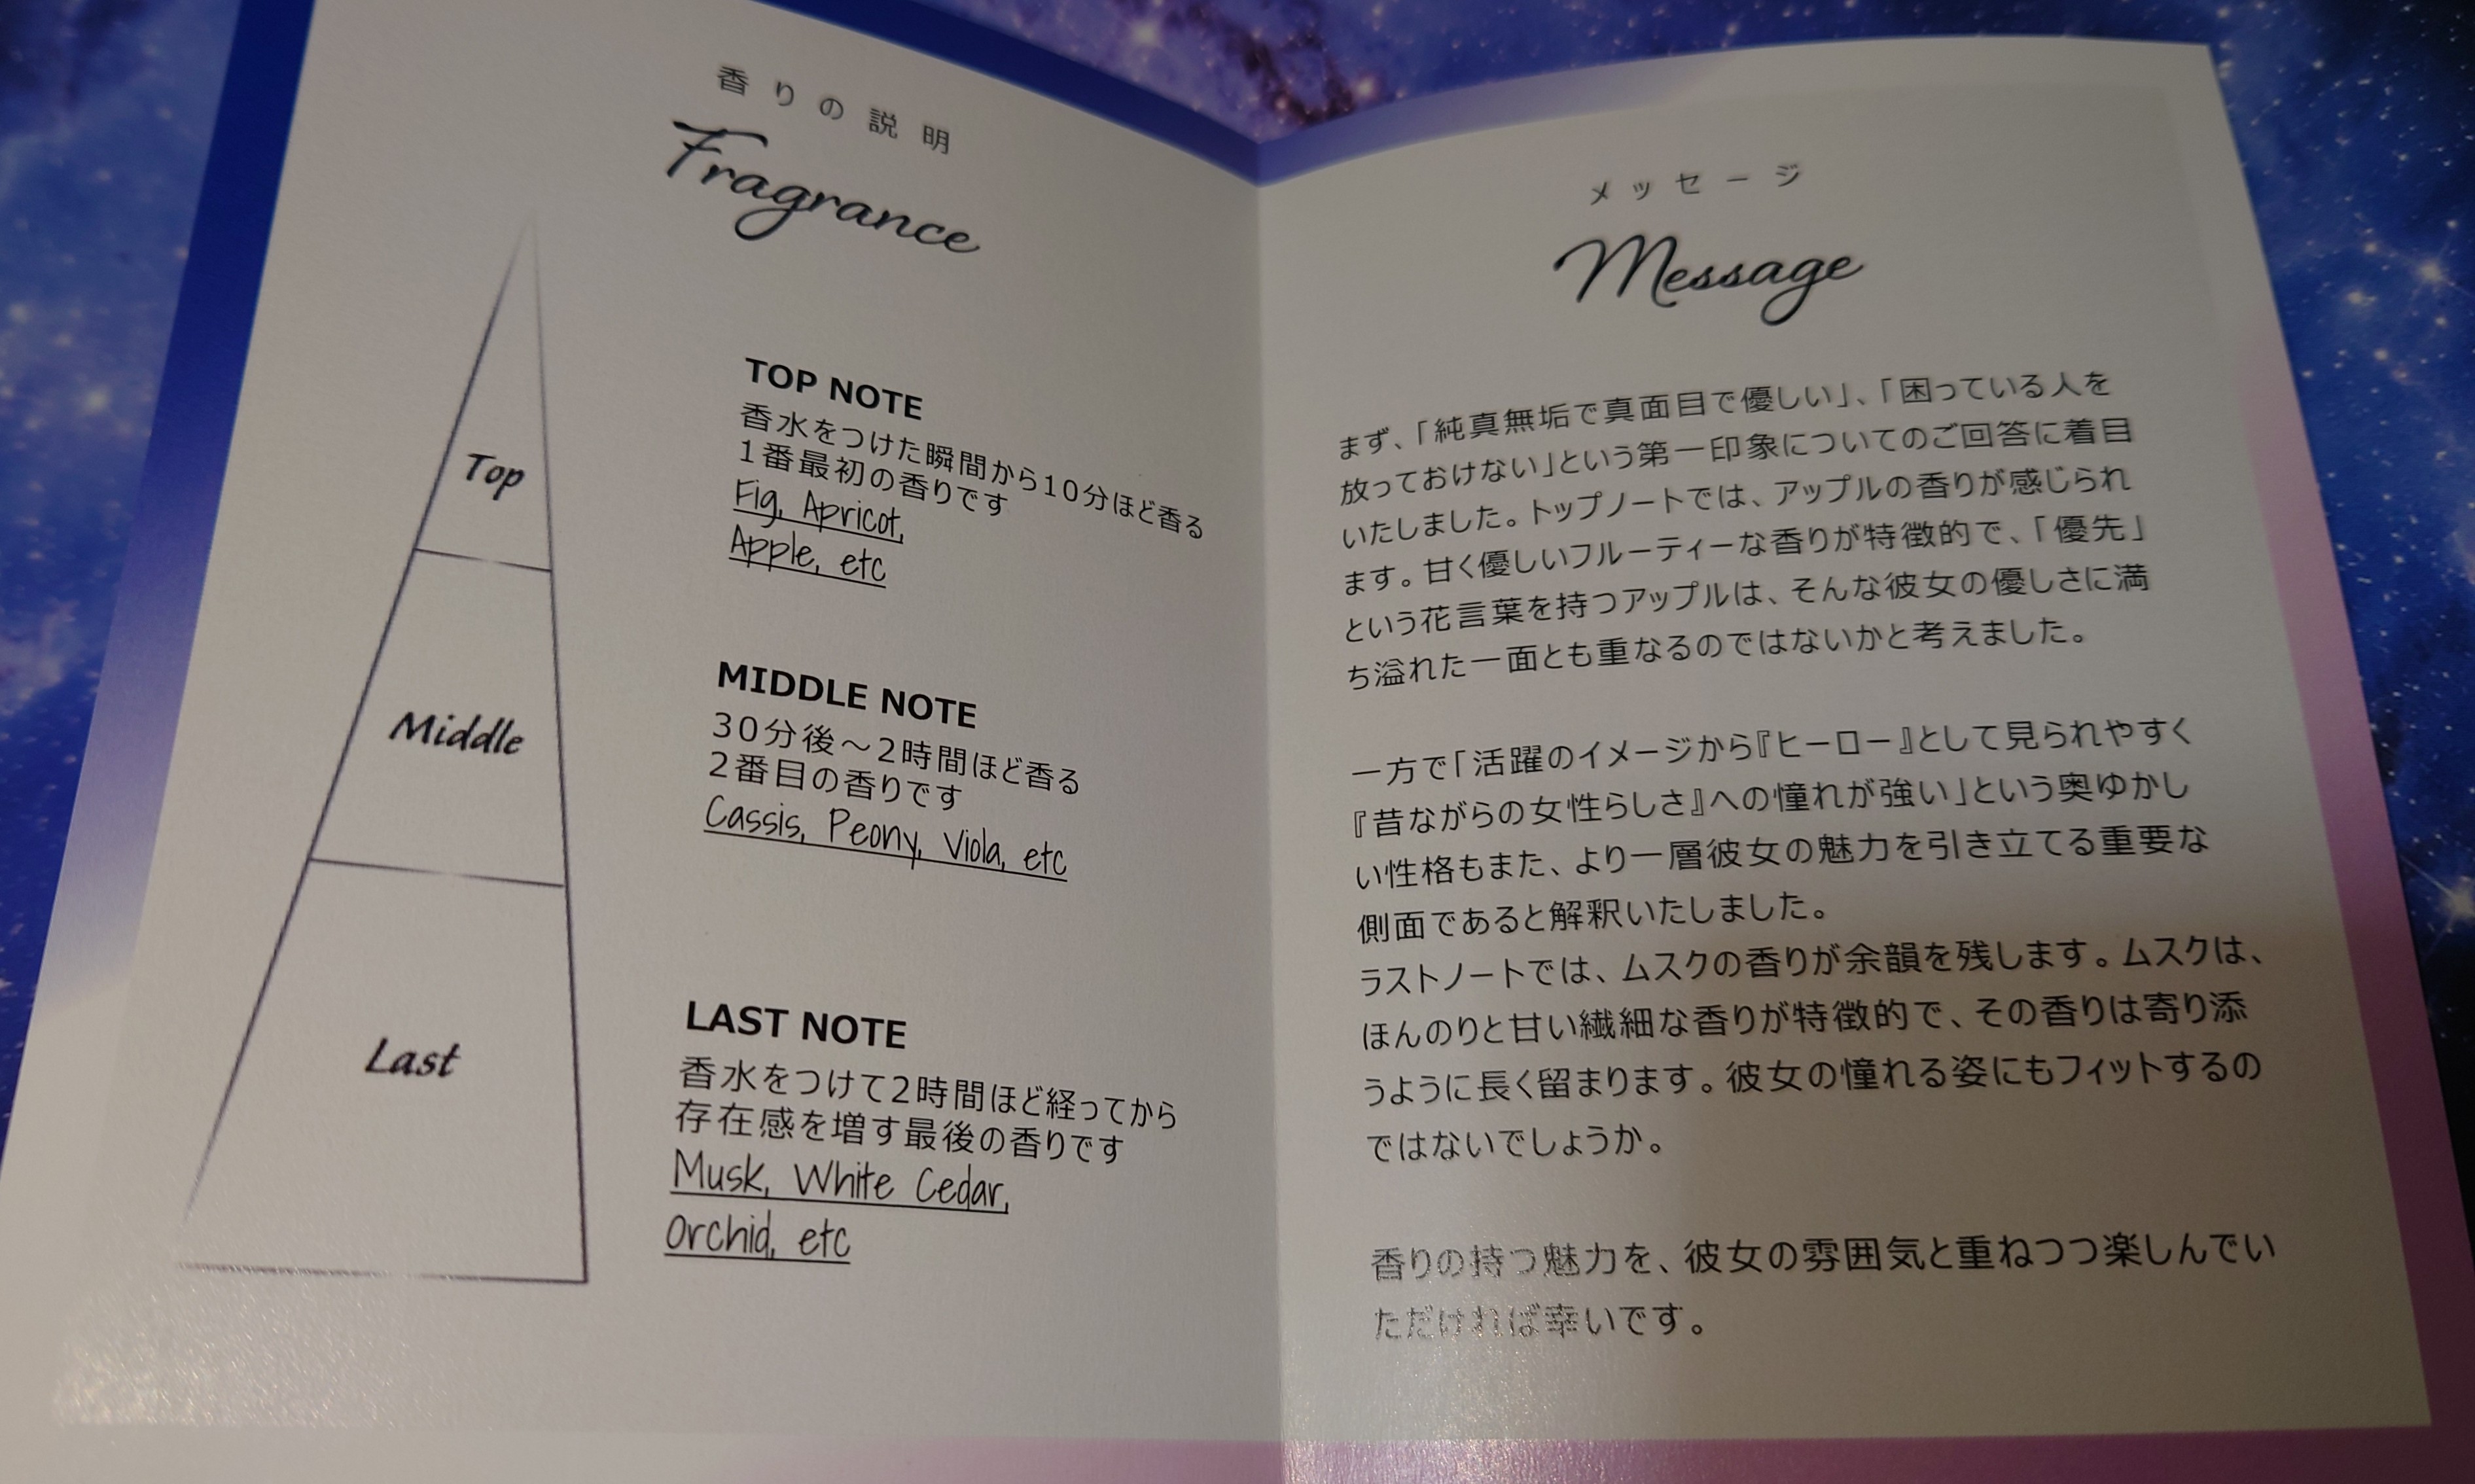 香りの説明
Fragrance
Top
Middle
Last
TOP NOTE
香水をつけた瞬間から10分ほど香る
1番最初の香りです
Fig, Apricot,
Apple, etc
MIDDLE NOTE
30分後～2時間ほど香る
2番目の香りです
Cassis, Peony, Viola, etc
LAST NOTE
香水をつけて2時間ほど経ってから
存在感を増す最後の香りです
Musk, White Cedar,
Orchid, etc
メッセージ
Message
まず、「純真無垢で真面目で優しい」、「困っている人を
放っておけない」という第一印象についてのご回答に着目
いたしました。トップノートでは、アップルの香りが感じられ
ます。甘く優しいフルーティーな香りが特徴的で、「優先」
という花言葉を持つアップルは、そんな彼女の優しさに満
ち溢れた一面とも重なるのではないかと考えました。
一方で「活躍のイメージから『ヒーロー』として見られやすく
『昔ながらの女性らしさ』への憧れが強い」という奥ゆかし
い性格もまた、より一層彼女の魅力を引き立てる重要な
側面であると解釈いたしました。
ラストノートでは、ムスクの香りが余韻を残します。ムスクは、
ほんのりと甘い繊細な香りが特徴的で、その香りは寄り添
うように長く留まります。彼女の憧れる姿にもフィットするの
ではないでしょうか。
香りの持つ魅力を、彼女の雰囲気と重ねつつ楽しんでい
ただければ幸いです。